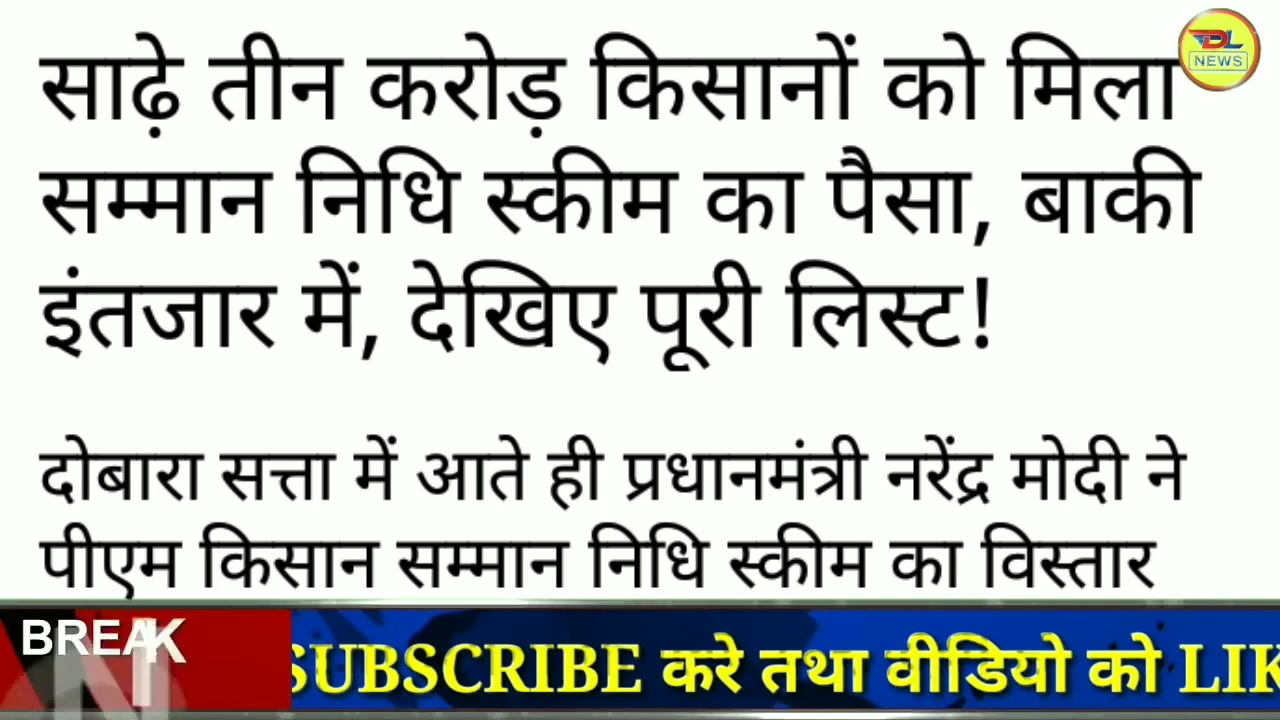 साढ़े तीन करोड़ किसानों को मिला
सम्मान निधि स्कीम का पैसा, बाकी
इंतजार में, देखिए पूरी लिस्ट!
दोबारा सत्ता में आते ही प्रधानमंत्री नरेंद्र मोदी ने
पीएम किसान सम्मान निधि स्कीम का विस्तार
DL
NEWS
BREAK
SUBSCRIBE करे तथा वीडियो को LIK